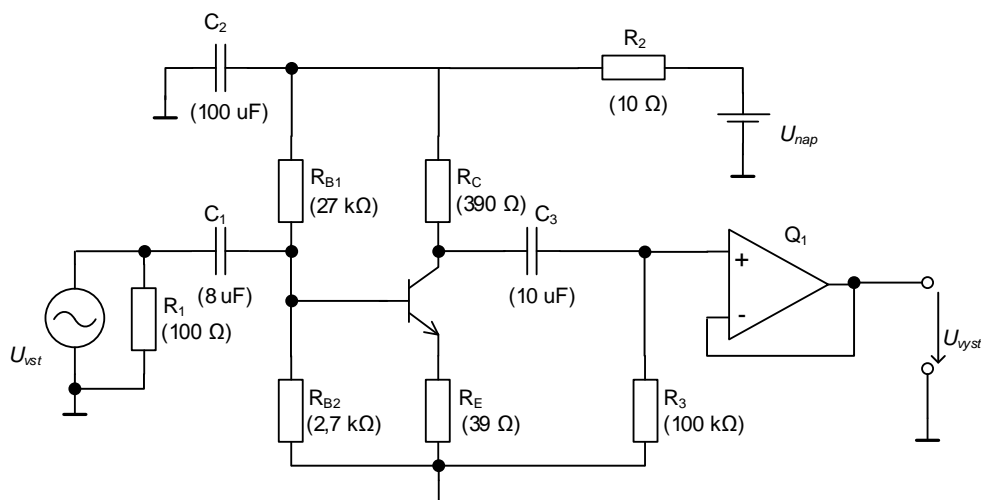 C2
(100 uF)
R2
(10 Ω)
Unap
RB1
(27 kΩ)
RC
(390 Ω)
C1
(8 uF)
C3
(10 uF)
Q1
+
-
R1
(100 Ω)
Uvst
Uvyst
RB2
(2,7 kΩ)
RE
(39 Ω)
R3
(100 kΩ)